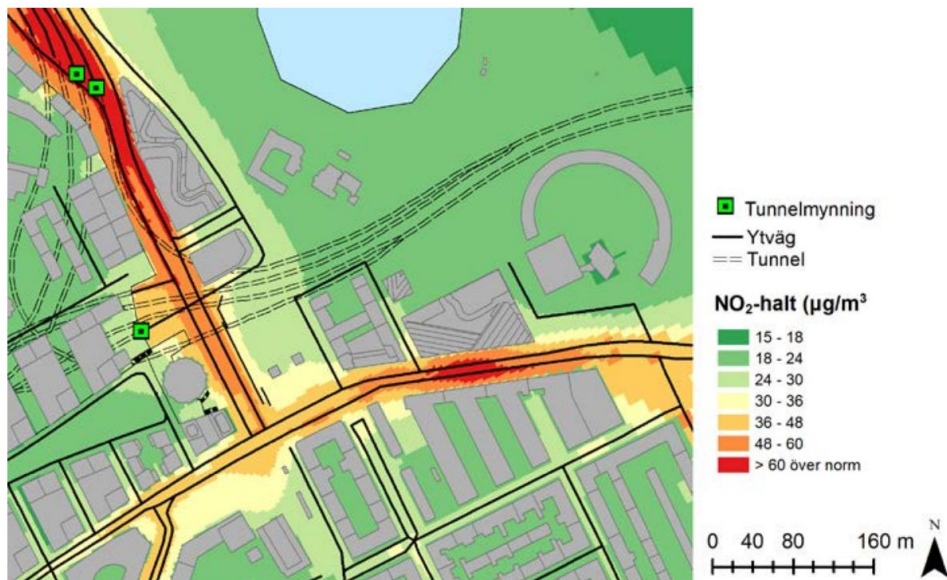 Tunnelmynning
Ytväg
Tunnel
NO₂-halt (µg/m³
15 - 18
18 - 24
24 - 30
30 - 36
36 - 48
48 - 60
> 60 över norm
0 40 80 160 m
N